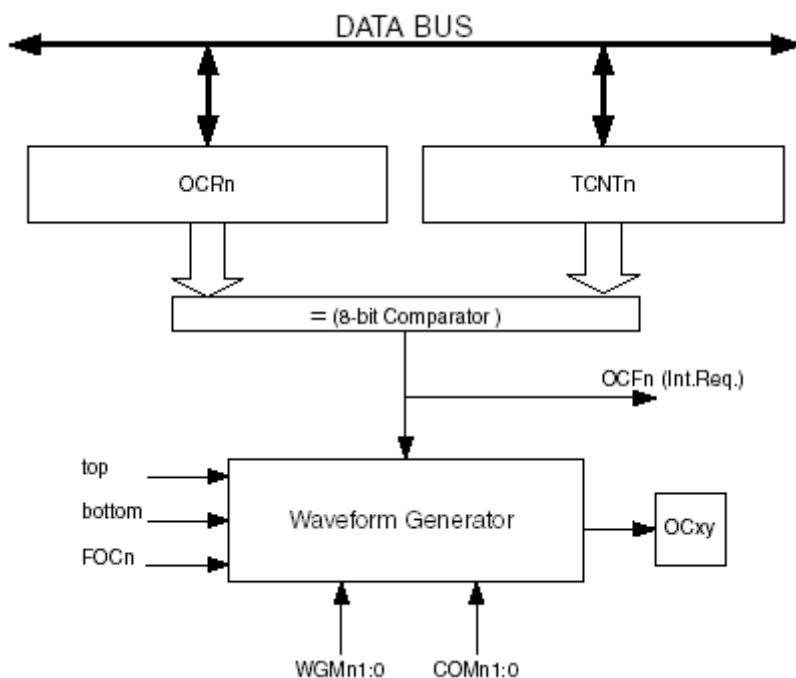 DATA BUS
OCRn
TCNTn
= (8-bit Comparator )
OCFn (Int.Req.)
top
bottom
FOCn
Waveform Generator
OCxy
WGMn1:0
COMn1:0